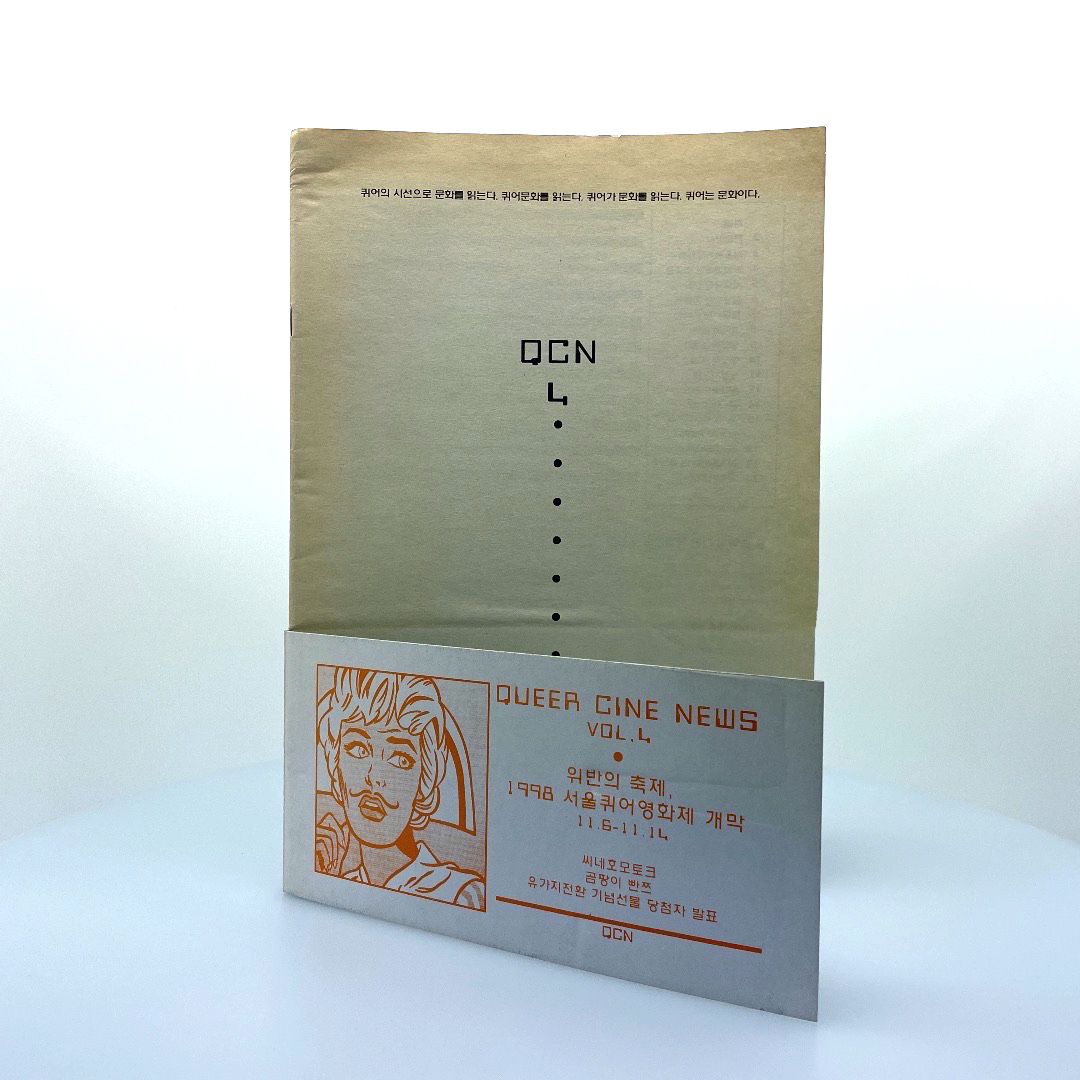 퀴어의 시선으로 문화를 읽는다. 퀴어문화를 읽는다. 퀴어가 문화를 읽는다. 퀴어는 문화이다.
QCN
4
QUEER CINE NEWS
VOL.4
위반의 축제,
1998 서울퀴어영화제 개막
11.6-11.14
씨네호모토크
곰팡이 빤쯔
유가지전환 기념선물 당첨자 발표
QCN